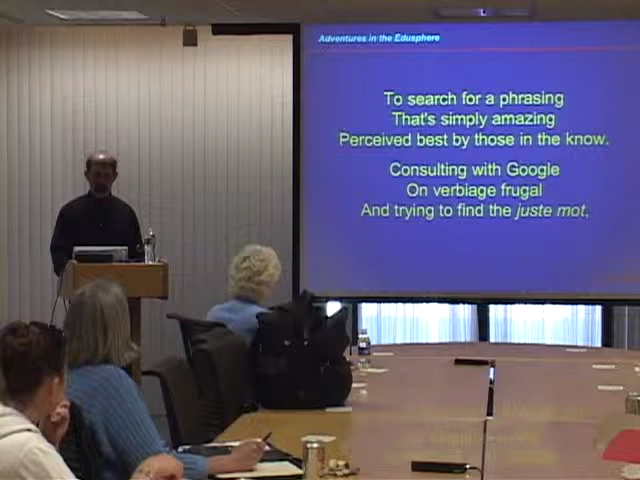 Adventures in the Edusphere
To search for a phrasing
That's simply amazing
Perceived best by those in the know.
Consulting with Google
On verbiage frugal
And trying to find the juste mot,